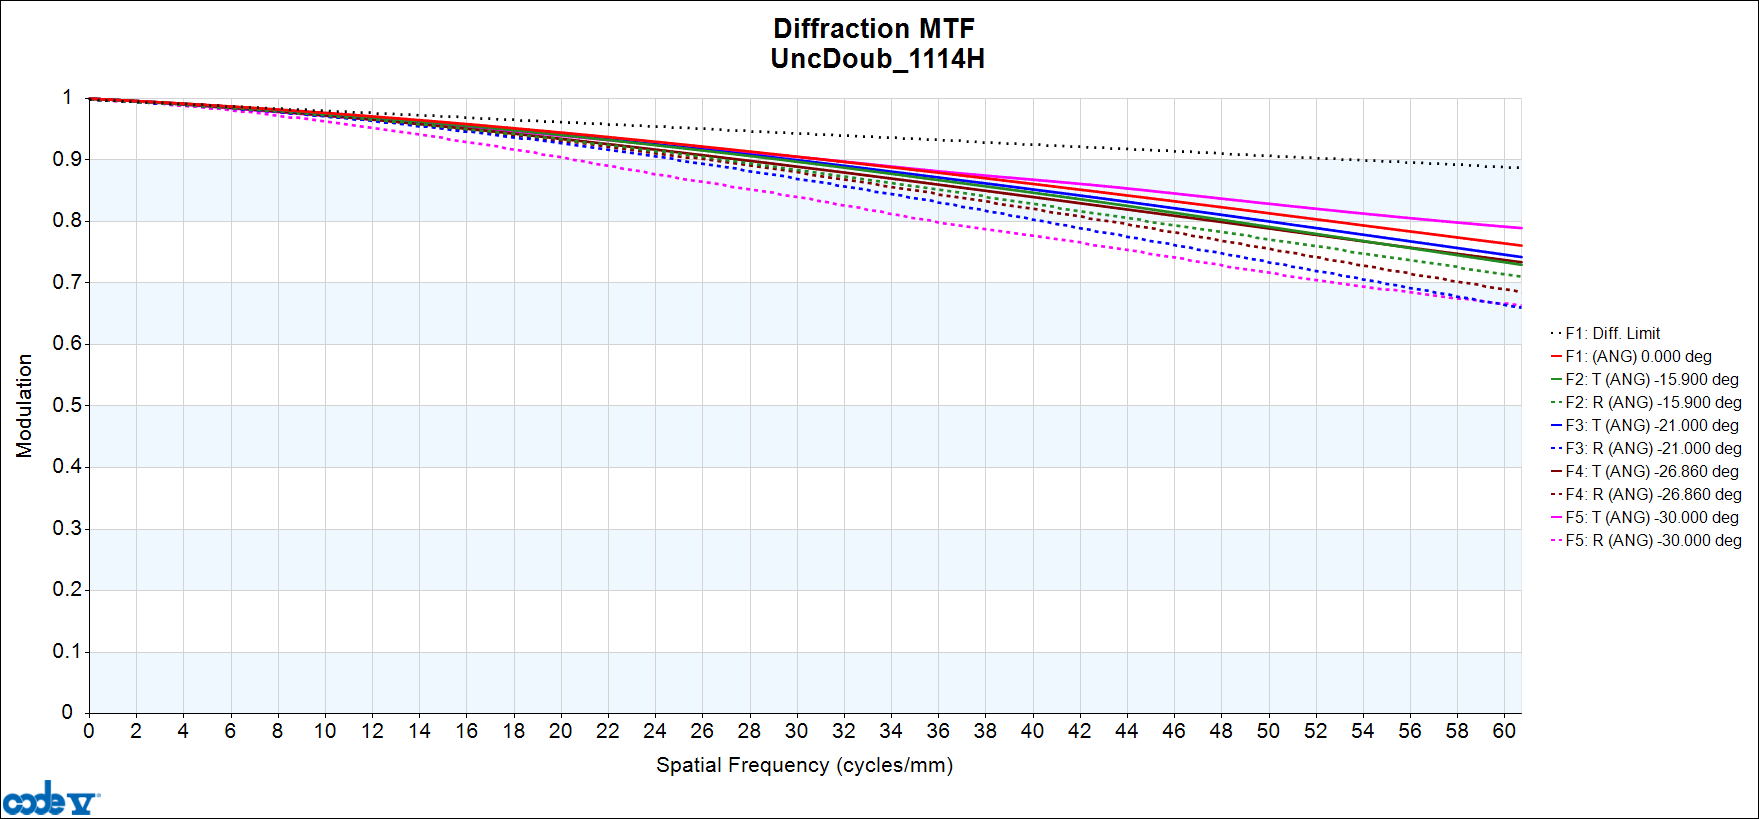 Diffraction MTF
UncDoub_1114H
1
0.9
0.8
0.7
0.6
0.5
0.4
0.3
0.2
0.1
0
Modulation
0 2 4 6 8 10 12 14 16 18 20 22 24 26 28 30 32 34 36 38 40 42 44 46 48 50 52 54 56 58 60
Spatial Frequency (cycles/mm)
F1: Diff. Limit
F1: (ANG) 0.000 deg
F2: T (ANG) -15.900 deg
F2: R (ANG) -15.900 deg
F3: T (ANG) -21.000 deg
F3: R (ANG) -21.000 deg
F4: T (ANG) -26.860 deg
F4: R (ANG) -26.860 deg
F5: T (ANG) -30.000 deg
F5: R (ANG) -30.000 deg
code V